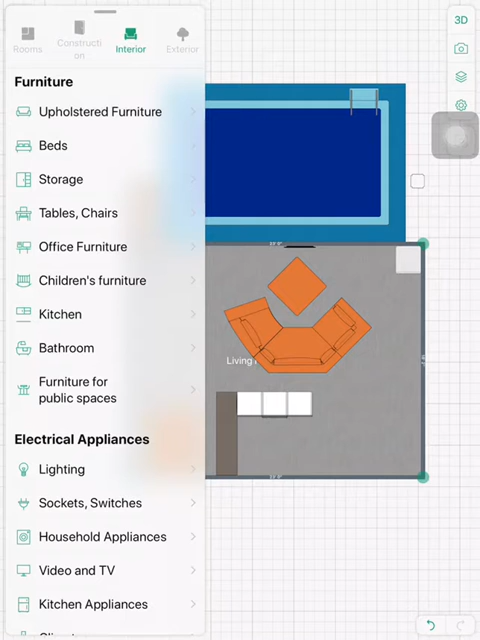 Rooms
Constructi
on
Interior
Exterior
3D
Furniture
Upholstered Furniture
Beds
Storage
Tables, Chairs
Office Furniture
Children's furniture
Kitchen
Bathroom
Furniture for
public spaces
Electrical Appliances
Lighting
Sockets, Switches
Household Appliances
Video and TV
Kitchen Appliances
Living